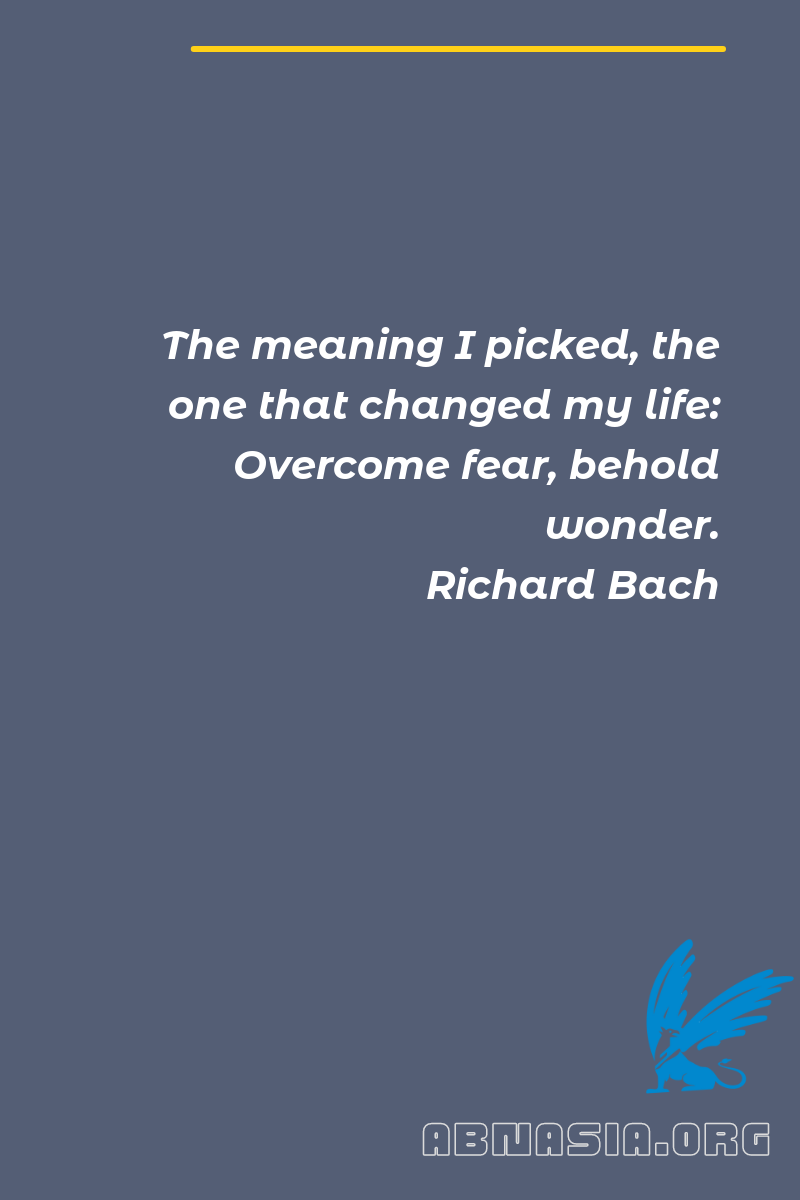 The meaning I picked, the
one that changed my life:
Overcome fear, behold
wonder.
Richard Bach
ABNASIA.ORG